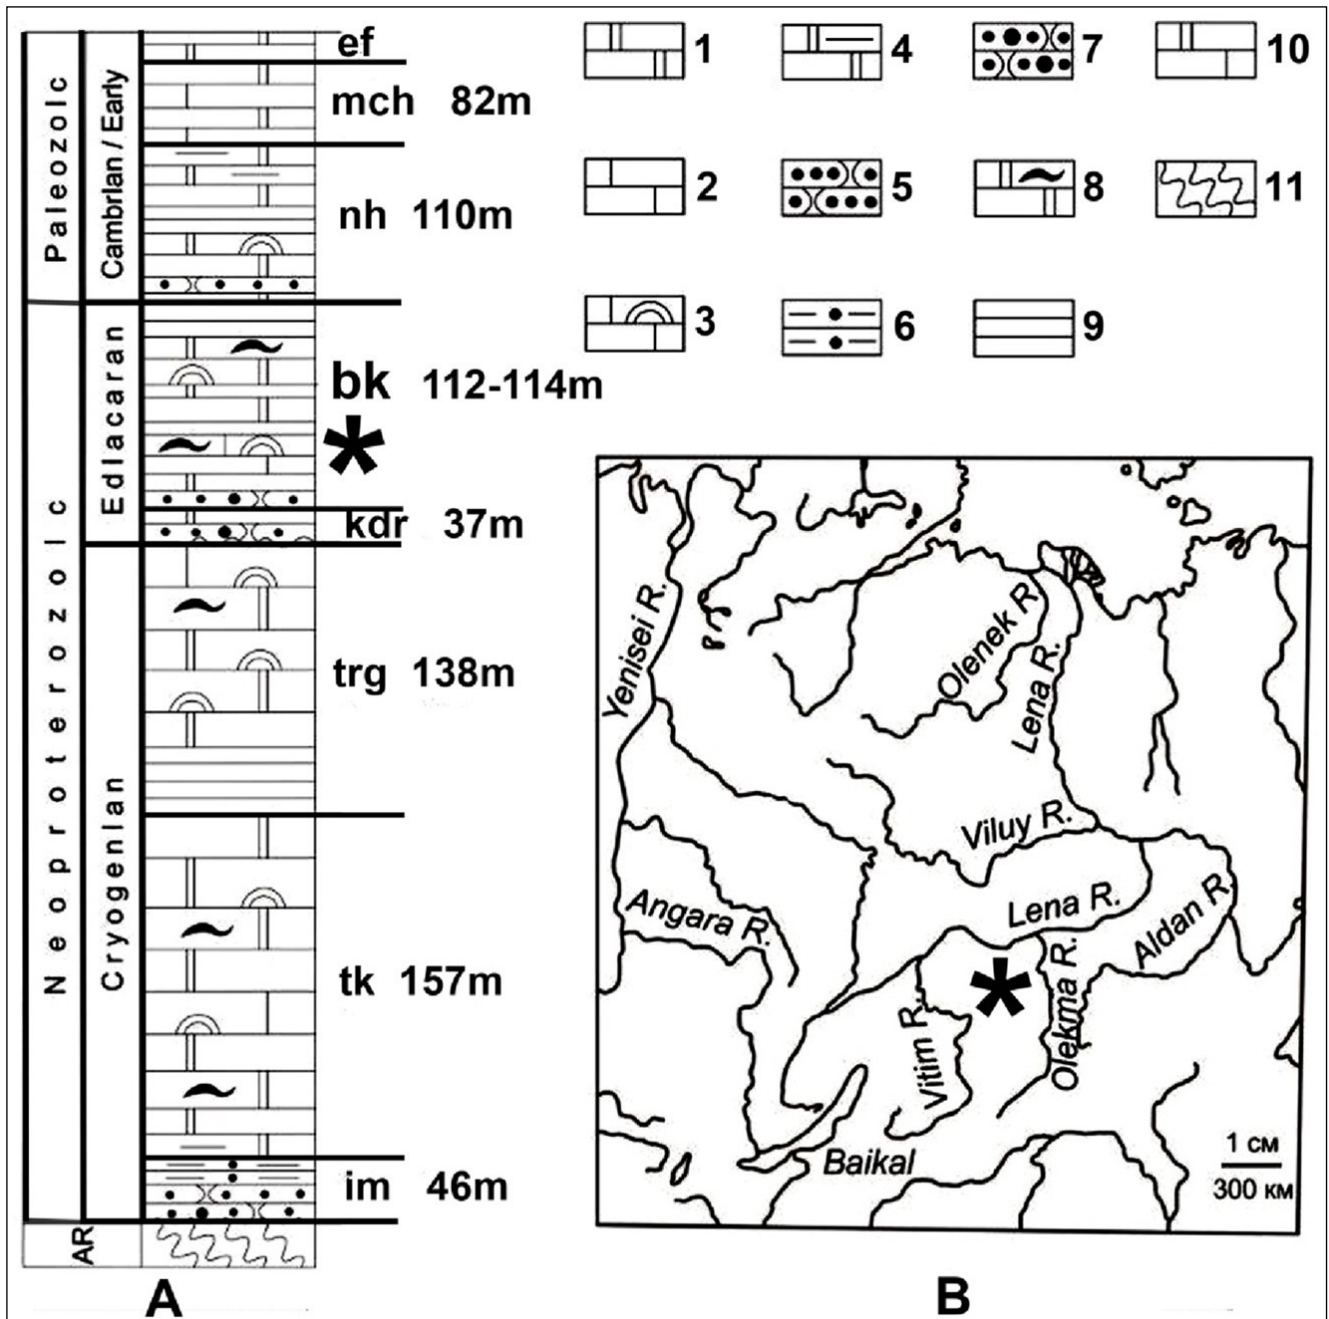 Paleozoic
Cambrian / Early
ef
mch 82m
nh 110m
Neoproterozoic
Ediacaran
bk 112-114m
*
kdr 37m
Cryogenian
trg 138m
tk 157m
im 46m
AR
A
1
4
7
10
2
5
8
11
3
6
9
Yenisei R.
Olenek R.
Lena R.
Viluy R.
Angara R.
Lena R.
Aldan R.
*
Olekma R.
Vitim R.
Baikal
1 см
300 км
B